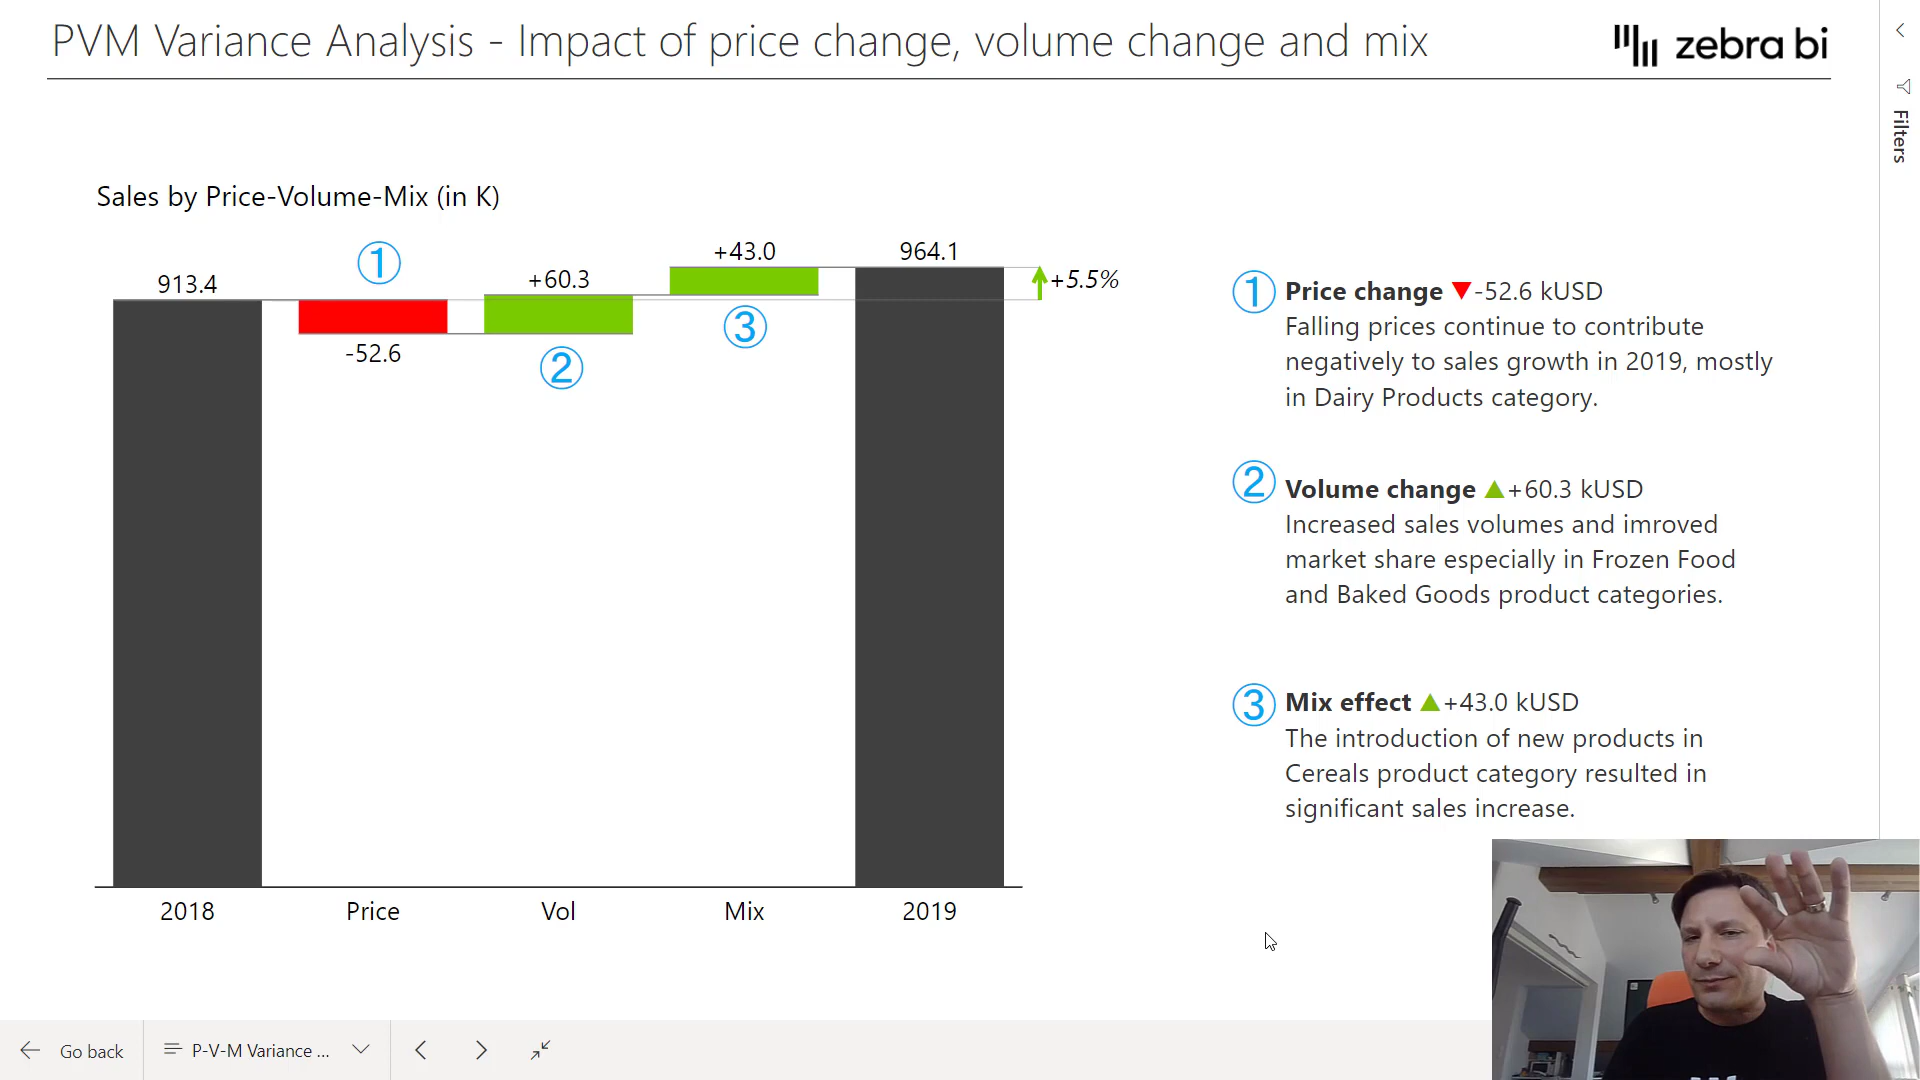 PVM Variance Analysis - Impact of price change, volume change and mix
zebra bi
Filters
Sales by Price-Volume-Mix (in K)
913.4
1
-52.6
+60.3
2
+43.0
3
964.1
+5.5%
2018
Price
Vol
Mix
2019
1 Price change ▼-52.6 kUSD
Falling prices continue to contribute
negatively to sales growth in 2019, mostly
in Dairy Products category.
2 Volume change ▲+60.3 kUSD
Increased sales volumes and imroved
market share especially in Frozen Food
and Baked Goods product categories.
3 Mix effect ▲+43.0 kUSD
The introduction of new products in
Cereals product category resulted in
significant sales increase.
Go back
P-V-M Variance ...